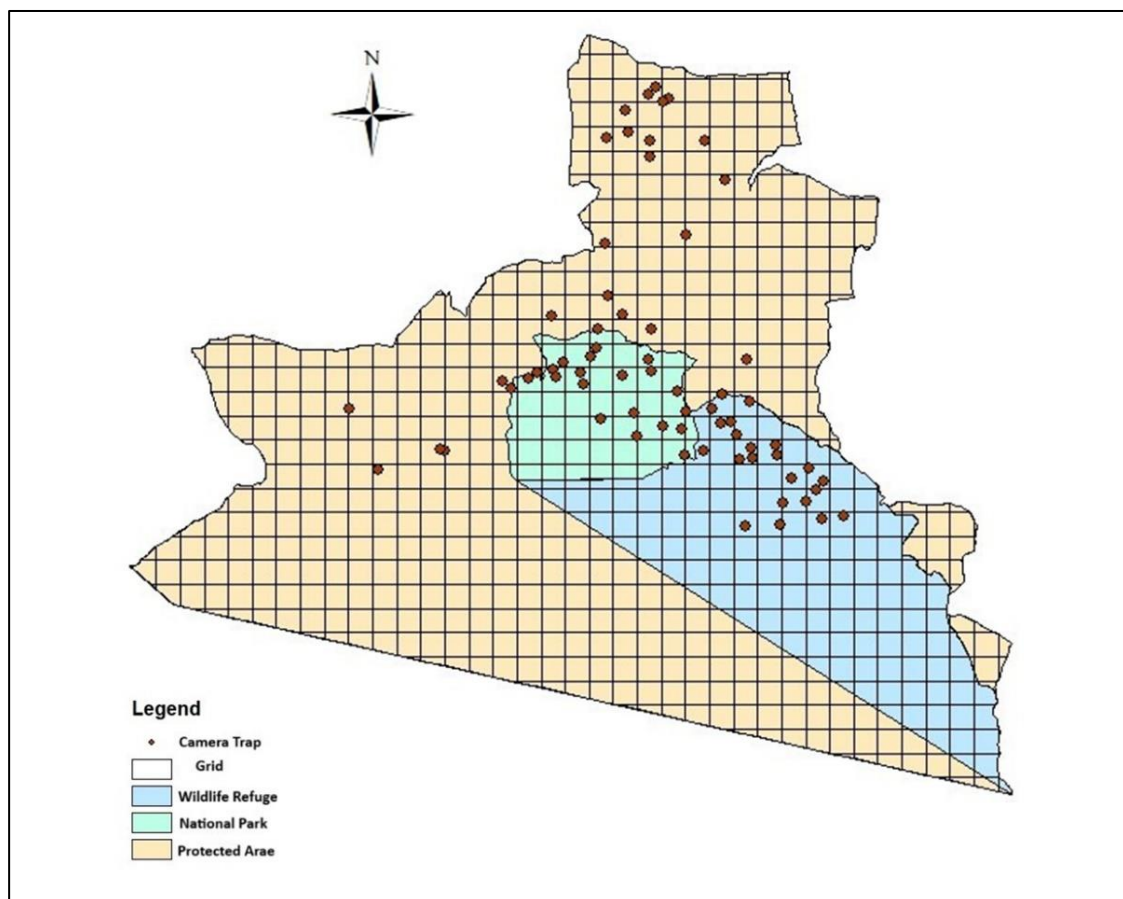 N
Legend
Camera Trap
Grid
Wildlife Refuge
National Park
Protected Arae